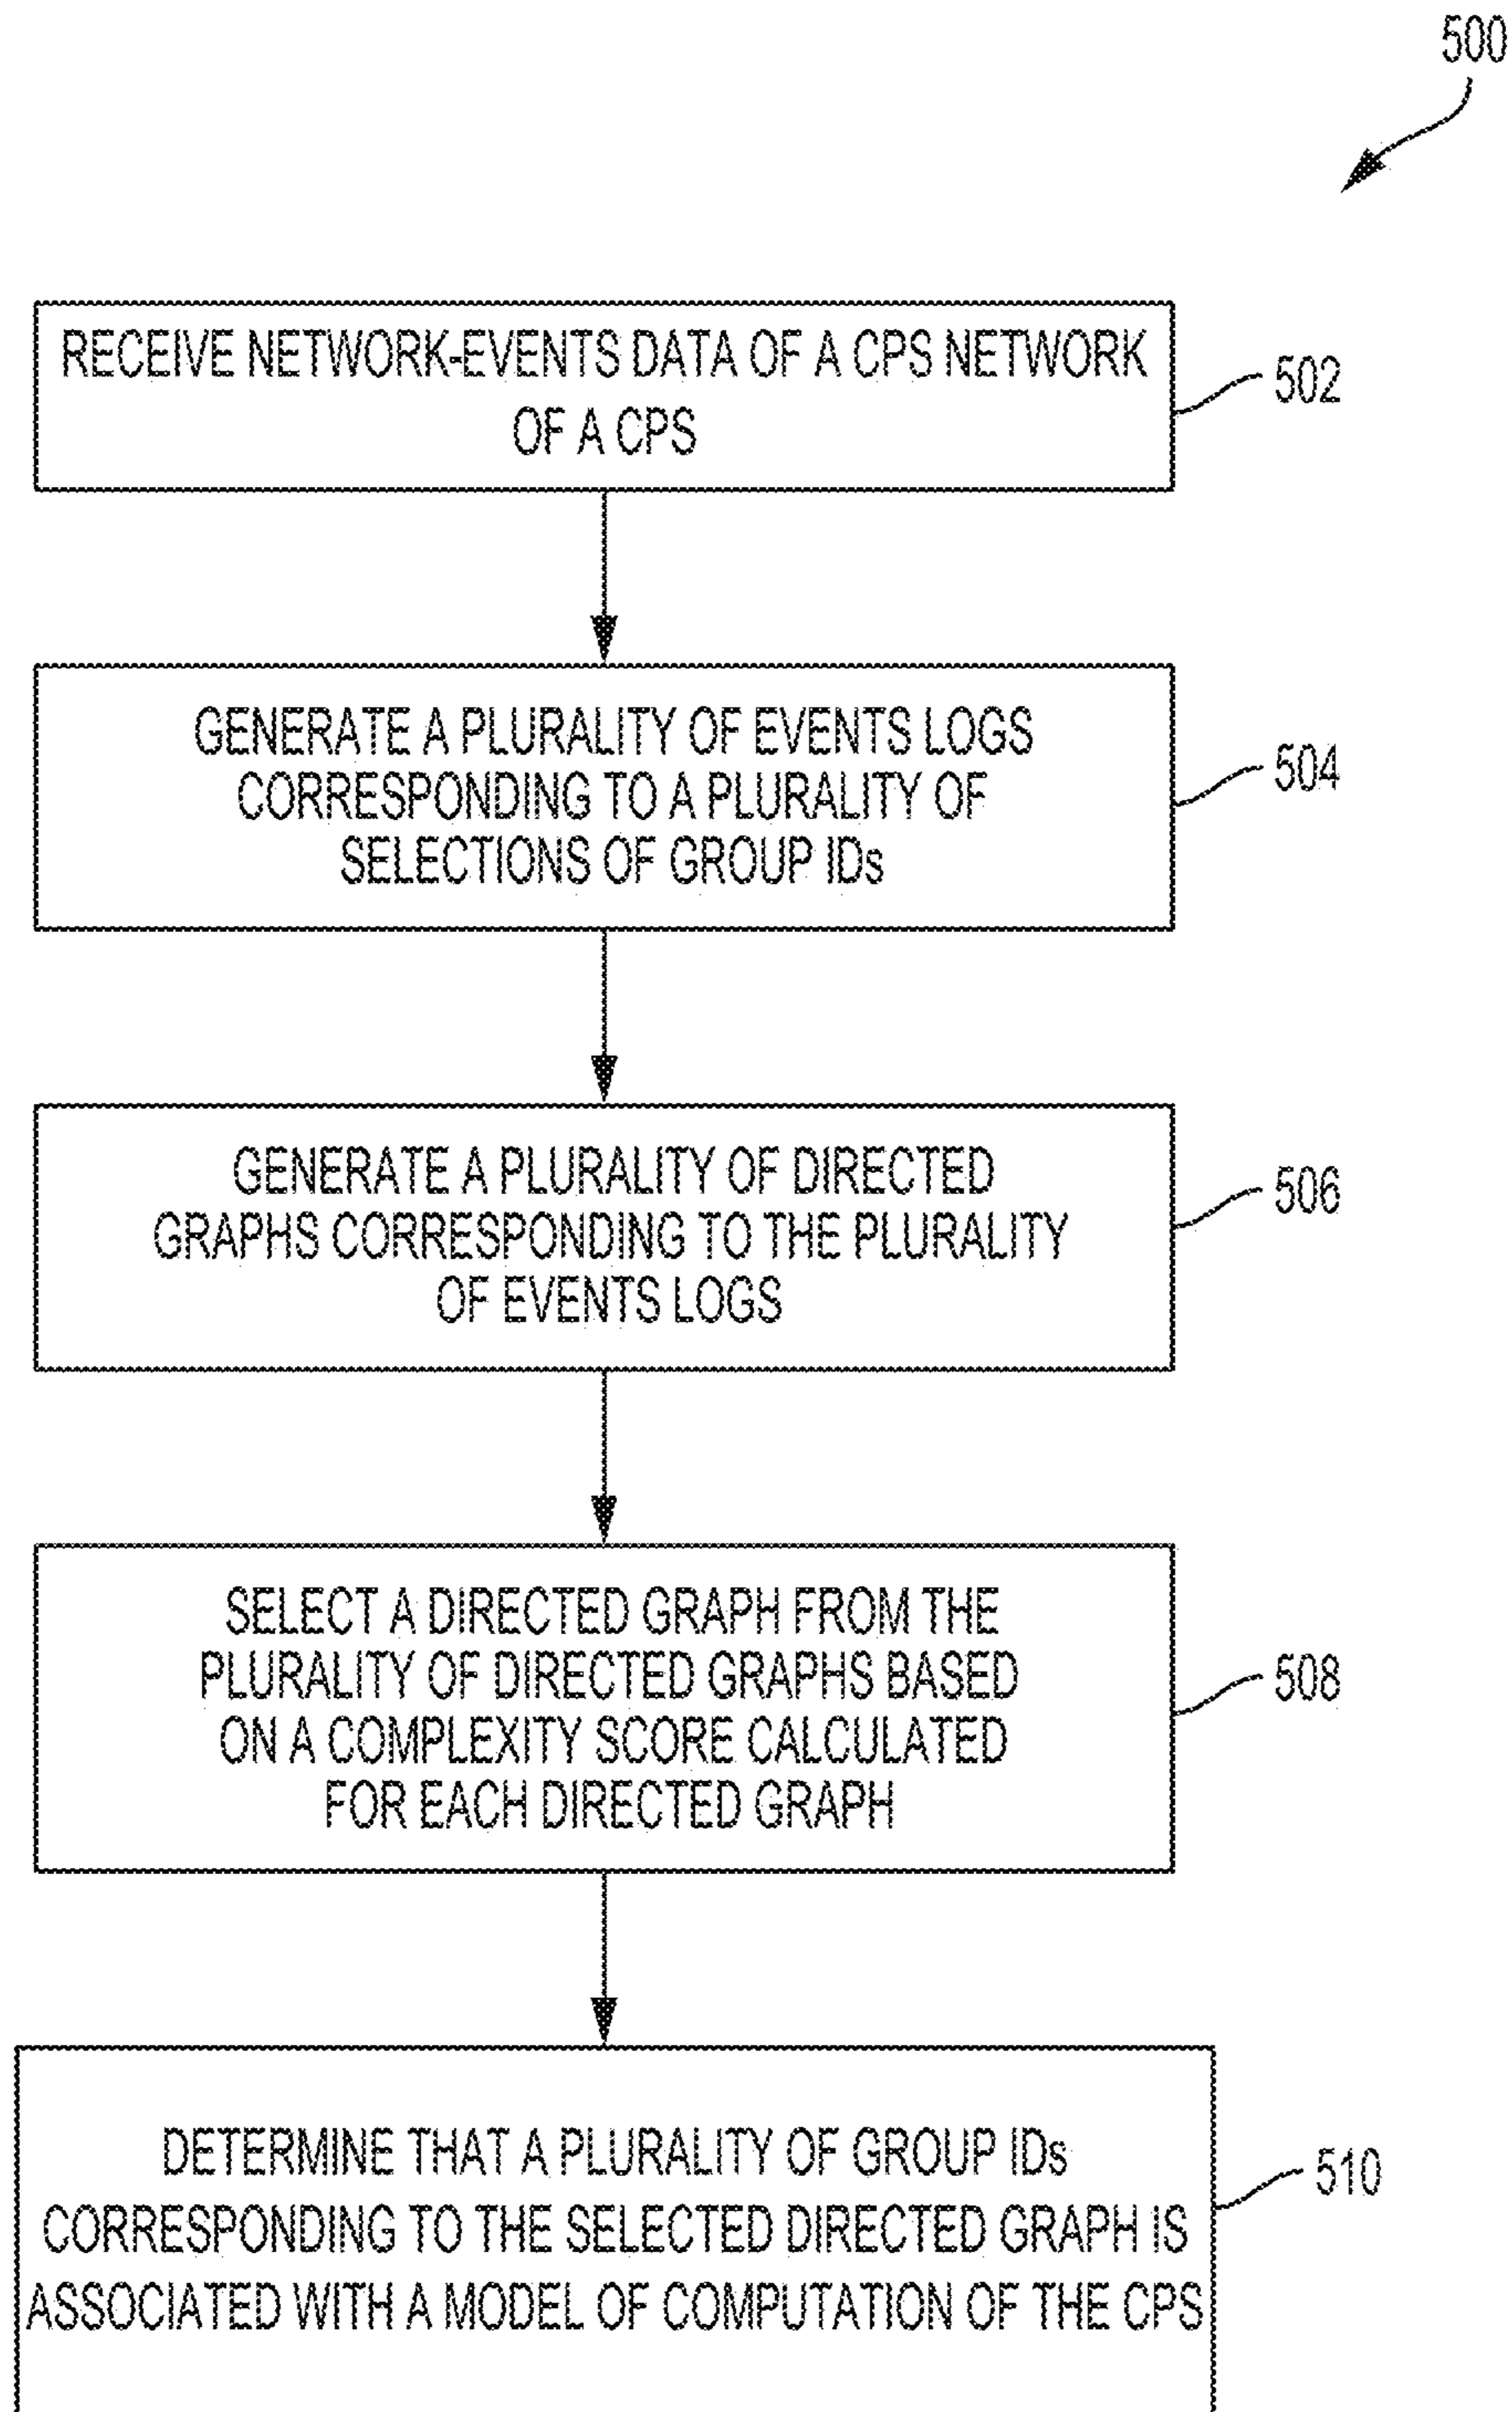 500
RECEIVE NETWORK-EVENTS DATA OF A CPS NETWORK
OF A CPS
502
GENERATE A PLURALITY OF EVENTS LOGS
CORRESPONDING TO A PLURALITY OF
SELECTIONS OF GROUP IDs
504
GENERATE A PLURALITY OF DIRECTED
GRAPHS CORRESPONDING TO THE PLURALITY
OF EVENTS LOGS
506
SELECT A DIRECTED GRAPH FROM THE
PLURALITY OF DIRECTED GRAPHS BASED
ON A COMPLEXITY SCORE CALCULATED
FOR EACH DIRECTED GRAPH
508
DETERMINE THAT A PLURALITY OF GROUP IDs
CORRESPONDING TO THE SELECTED DIRECTED GRAPH IS
ASSOCIATED WITH A MODEL OF COMPUTATION OF THE CPS
510